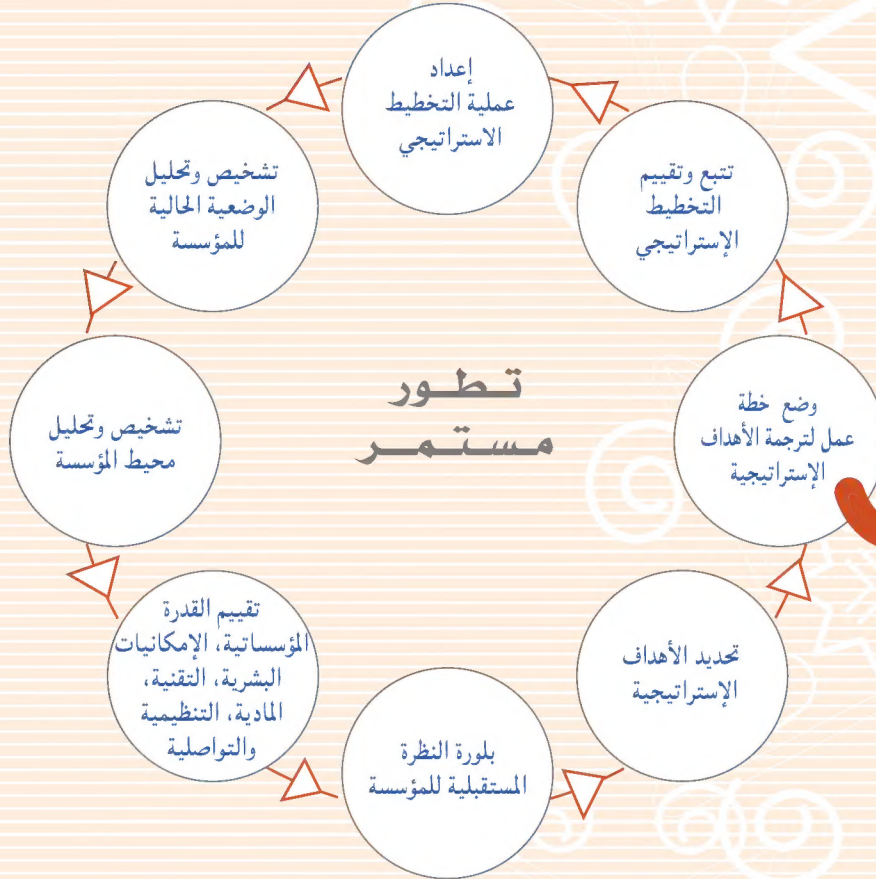 إعداد
عملية التخطيط
الاستراتيجي
تشخيص وتحليل
الوضعية الحالية
للمؤسسة
تشخيص وتحليل
محيط المؤسسة
تقييم القدرة
المؤسساتية، الإمكانيات
البشرية، التقنية،
المادية، التنظيمية
والتواصلية
بلورة النظرة
المستقبلية للمؤسسة
تحديد الأهداف
الإستراتيجية
وضع خطة
عمل لترجمة الأهداف
الإستراتيجية
تتبع وتقييم
التخطيط
الإستراتيجي
تـطـور
مـسـتـمـر